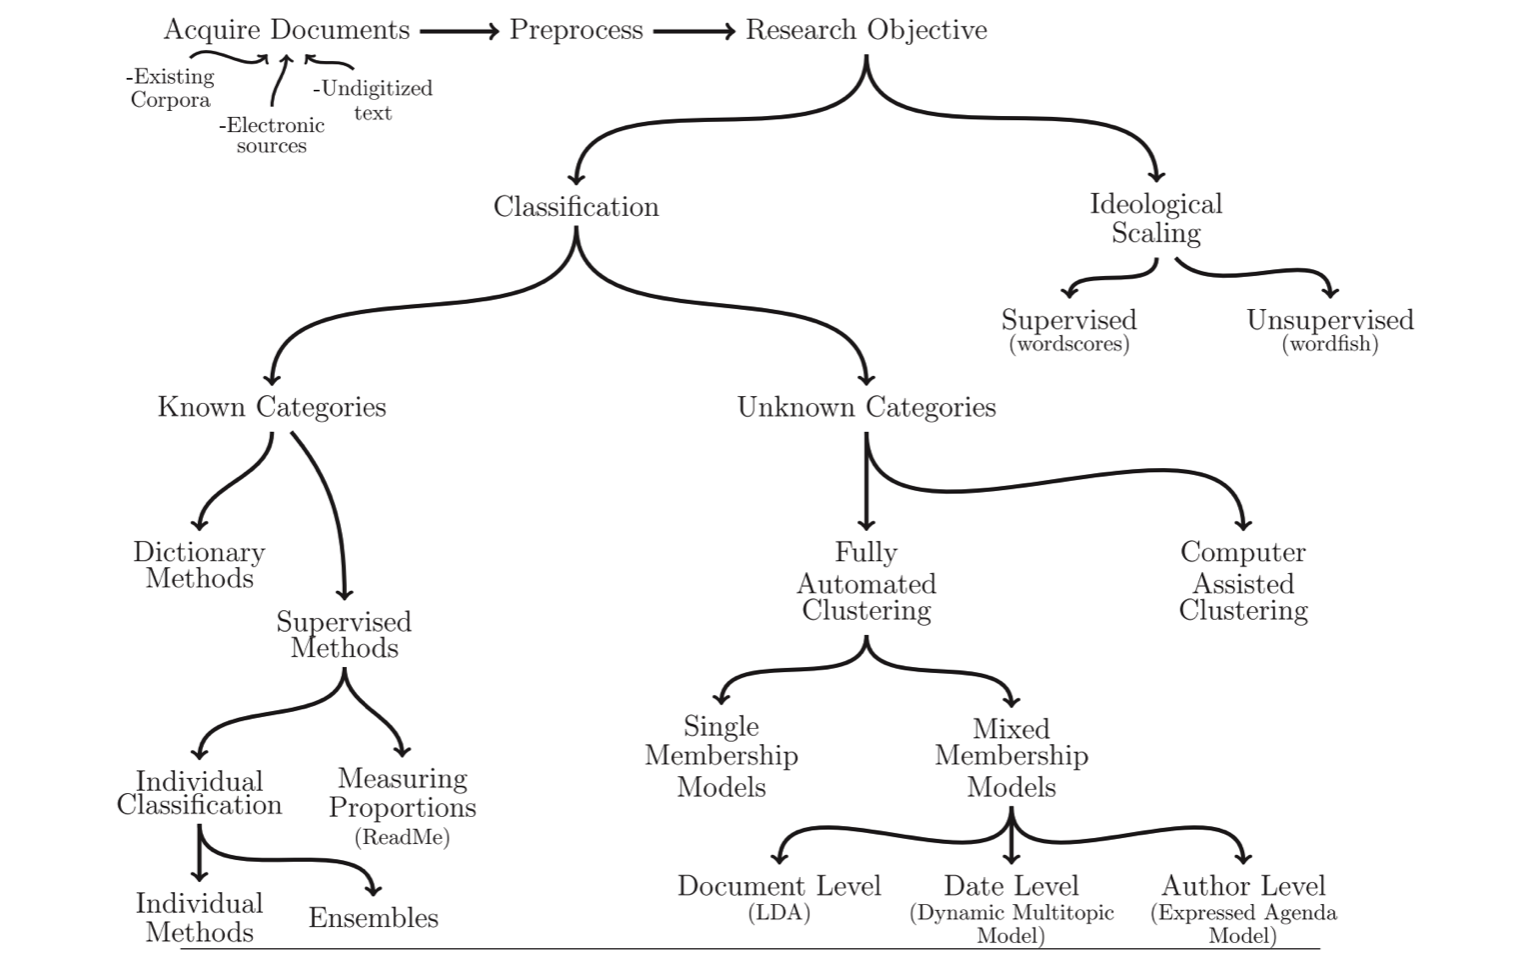 Acquire Documents
Preprocess
Research Objective
-Existing
Corpora
-Electronic
sources
-Undigitized
text
Classification
Ideological
Scaling
Supervised
(wordscores)
Unsupervised
(wordfish)
Known Categories
Unknown Categories
Dictionary
Methods
Supervised
Methods
Fully
Automated
Clustering
Computer
Assisted
Clustering
Individual
Classification
Measuring
Proportions
(ReadMe)
Single
Membership
Models
Mixed
Membership
Models
Individual
Methods
Ensembles
Document Level
(LDA)
Date Level
(Dynamic Multitopic
Model)
Author Level
(Expressed Agenda
Model)